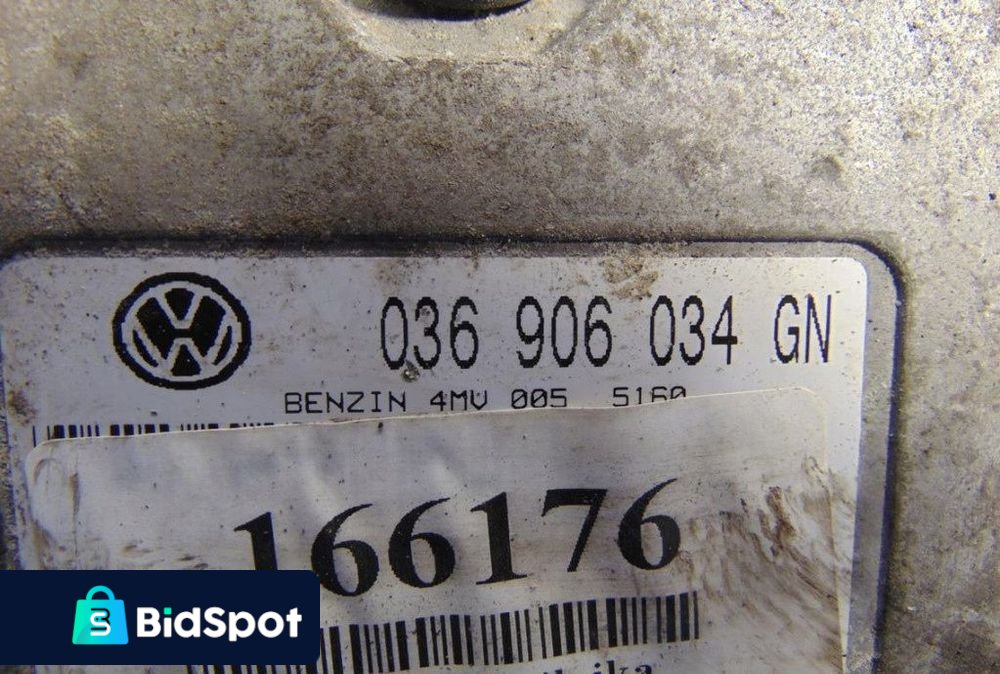 036 906 034 GN
BENZIN 4MV 005 5160
166176
BidSpot